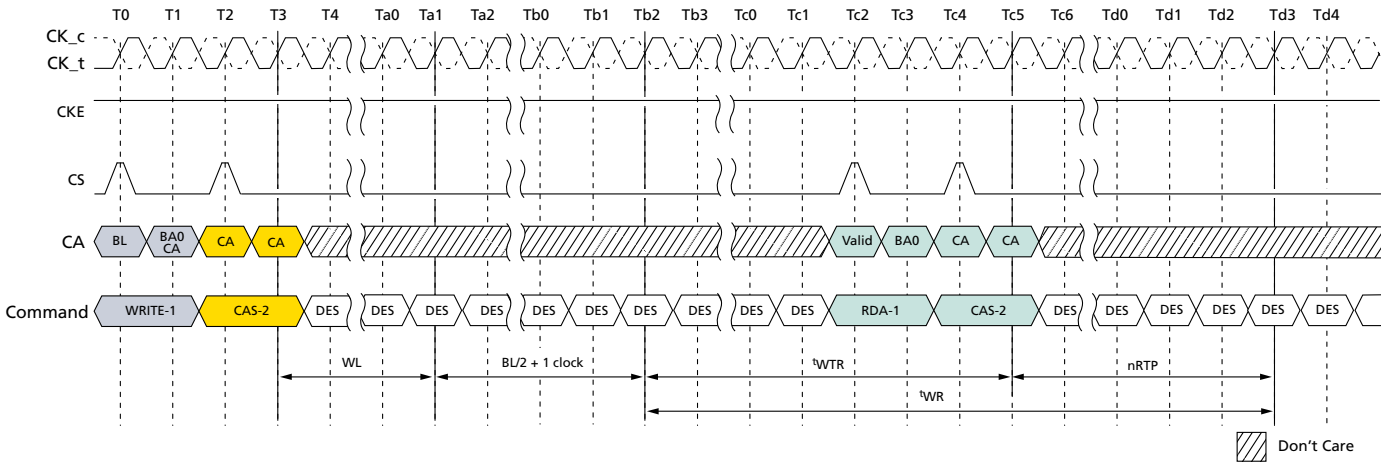 T0 T1 T2 T3 T4 Ta0 Ta1 Ta2 Tb0 Tb1 Tb2 Tb3 Tc0 Tc1 Tc2 Tc3 Tc4 Tc5 Tc6 Td0 Td1 Td2 Td3 Td4
CK_c
CK_t
CKE
CS
CA BL BA0 CA CA CA Valid BA0 CA CA
Command WRITE-1 CAS-2 DES DES DES DES DES DES DES DES DES DES RDA-1 CAS-2 DES DES DES DES DES DES
WL BL/2 + 1 clock tWTR nRTP
tWR
Don't Care